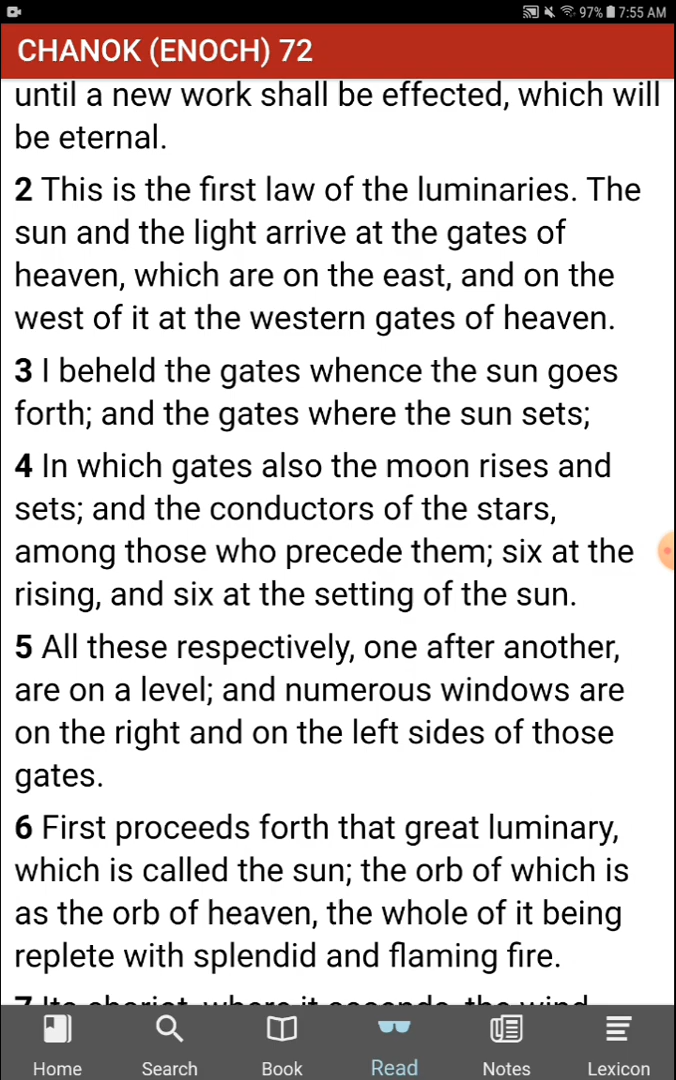 97% 7:55 AM
CHANOK (ENOCH) 72
until a new work shall be effected, which will
be eternal.
2 This is the first law of the luminaries. The
sun and the light arrive at the gates of
heaven, which are on the east, and on the
west of it at the western gates of heaven.
3 I beheld the gates whence the sun goes
forth; and the gates where the sun sets;
4 In which gates also the moon rises and
sets; and the conductors of the stars,
among those who precede them; six at the
rising, and six at the setting of the sun.
5 All these respectively, one after another,
are on a level; and numerous windows are
on the right and on the left sides of those
gates.
6 First proceeds forth that great luminary,
which is called the sun; the orb of which is
as the orb of heaven, the whole of it being
replete with splendid and flaming fire.
7 Its chariot, where it ascends, the wind
Home Search Book Read Notes Lexicon